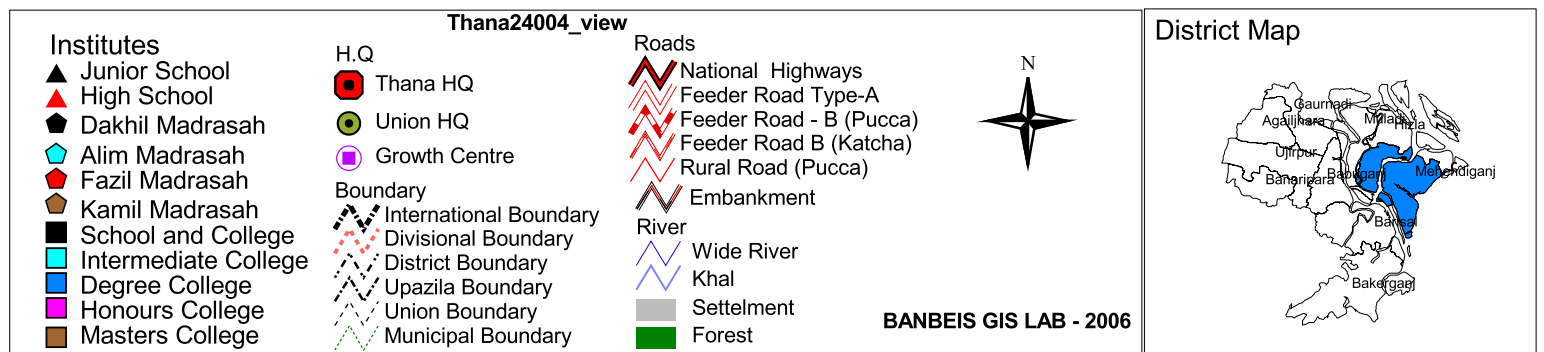 Thana24004_view
Institutes
Junior School
High School
Dakhil Madrasah
Alim Madrasah
Fazil Madrasah
Kamil Madrasah
School and College
Intermediate College
Degree College
Honours College
Masters College
H.Q
Thana HQ
Union HQ
Growth Centre
Boundary
International Boundary
Divisional Boundary
District Boundary
Upazila Boundary
Union Boundary
Municipal Boundary
Roads
National Highways
Feeder Road Type-A
Feeder Road - B (Pucca)
Feeder Road B (Katcha)
Rural Road (Pucca)
Embankment
River
Wide River
Khal
Settelment
Forest
N
BANBEIS GIS LAB - 2006
District Map
Gaurnadi
Agailjhara
Muladi
Hizla
Ujirpur
Banaripara
Babuganj
Mehendiganj
Barisal
Bakerganj